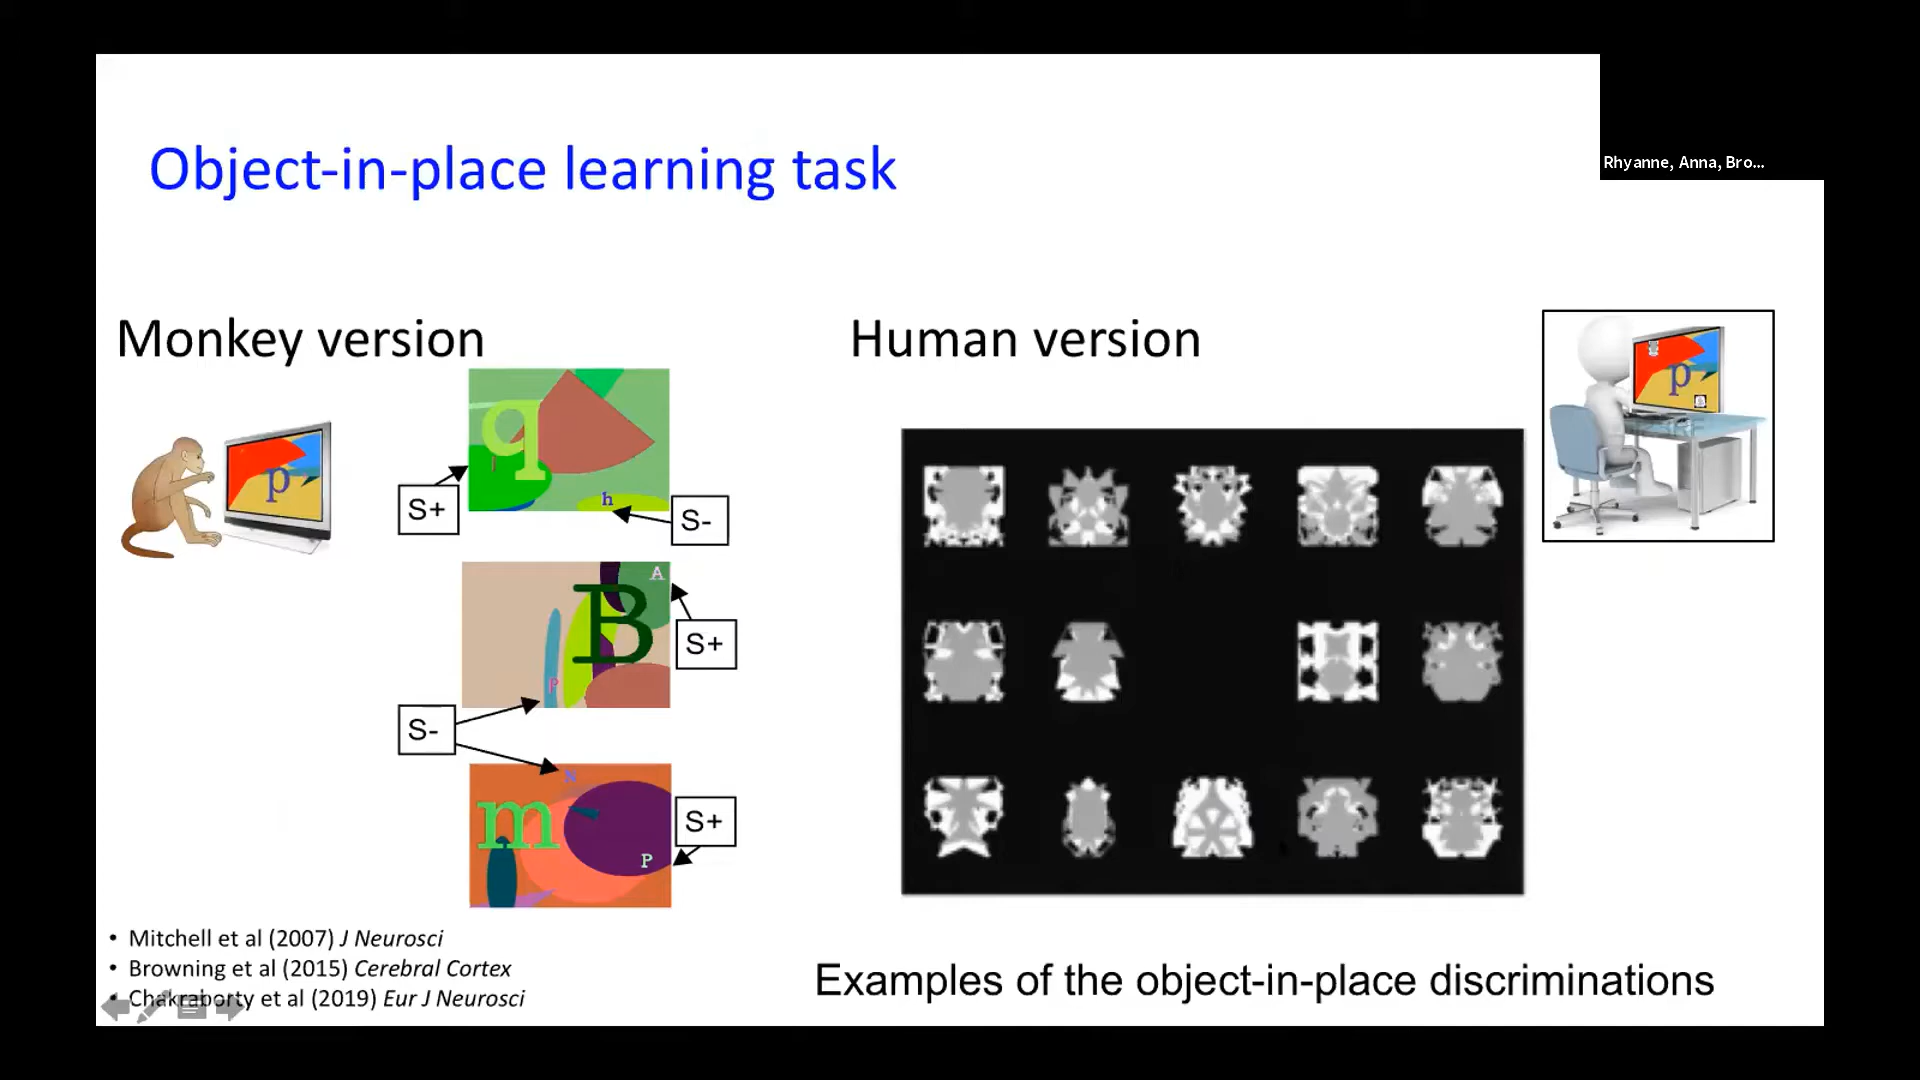 Rhyanne, Anna, Bro...
Object-in-place learning task
Monkey version
Human version
p
p
q
h
S+
S-
A
B
S+
P
S-
N
m
S+
P
• Mitchell et al (2007) J Neurosci
• Browning et al (2015) Cerebral Cortex
• Chakraborty et al (2019) Eur J Neurosci
Examples of the object-in-place discriminations